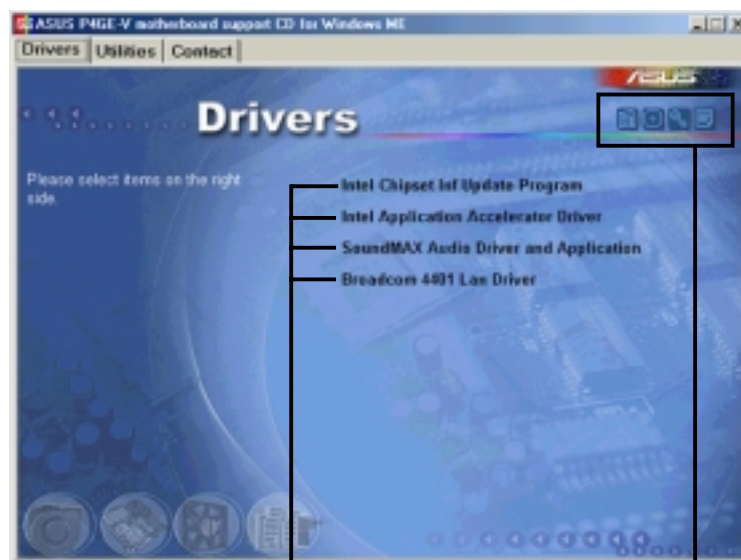 ASUS P4GE-V motherboard support CD for Windows ME
Drivers Utilities Contact
ASUS
Drivers
Please select items on the right
side.
Intel Chipset Inf Update Program
Intel Application Accelerator Driver
SoundMAX Audio Driver and Application
Broadcom 4401 Lan Driver